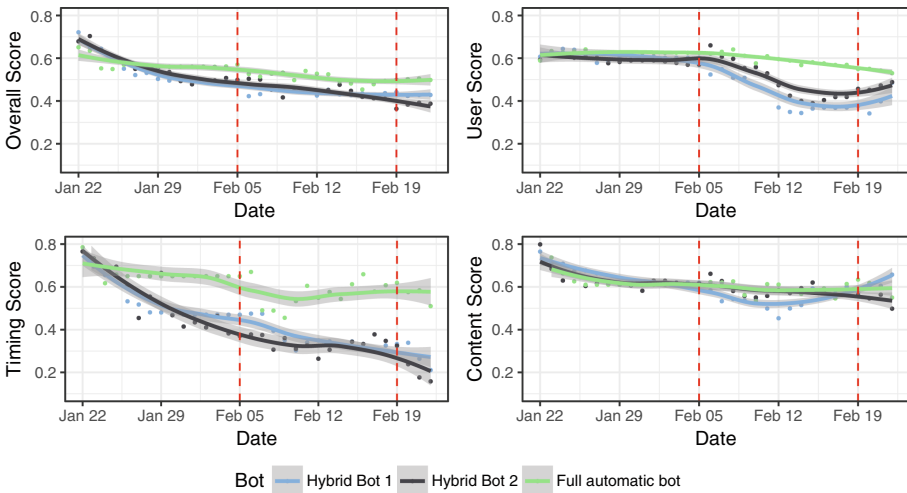 Overall Score
0.8
0.6
0.4
0.2
Jan 22 Jan 29 Feb 05 Feb 12 Feb 19
Date
User Score
0.8
0.6
0.4
0.2
Jan 22 Jan 29 Feb 05 Feb 12 Feb 19
Date
Timing Score
0.8
0.6
0.4
0.2
Jan 22 Jan 29 Feb 05 Feb 12 Feb 19
Date
Content Score
0.8
0.6
0.4
0.2
Jan 22 Jan 29 Feb 05 Feb 12 Feb 19
Date
Bot Hybrid Bot 1 Hybrid Bot 2 Full automatic bot